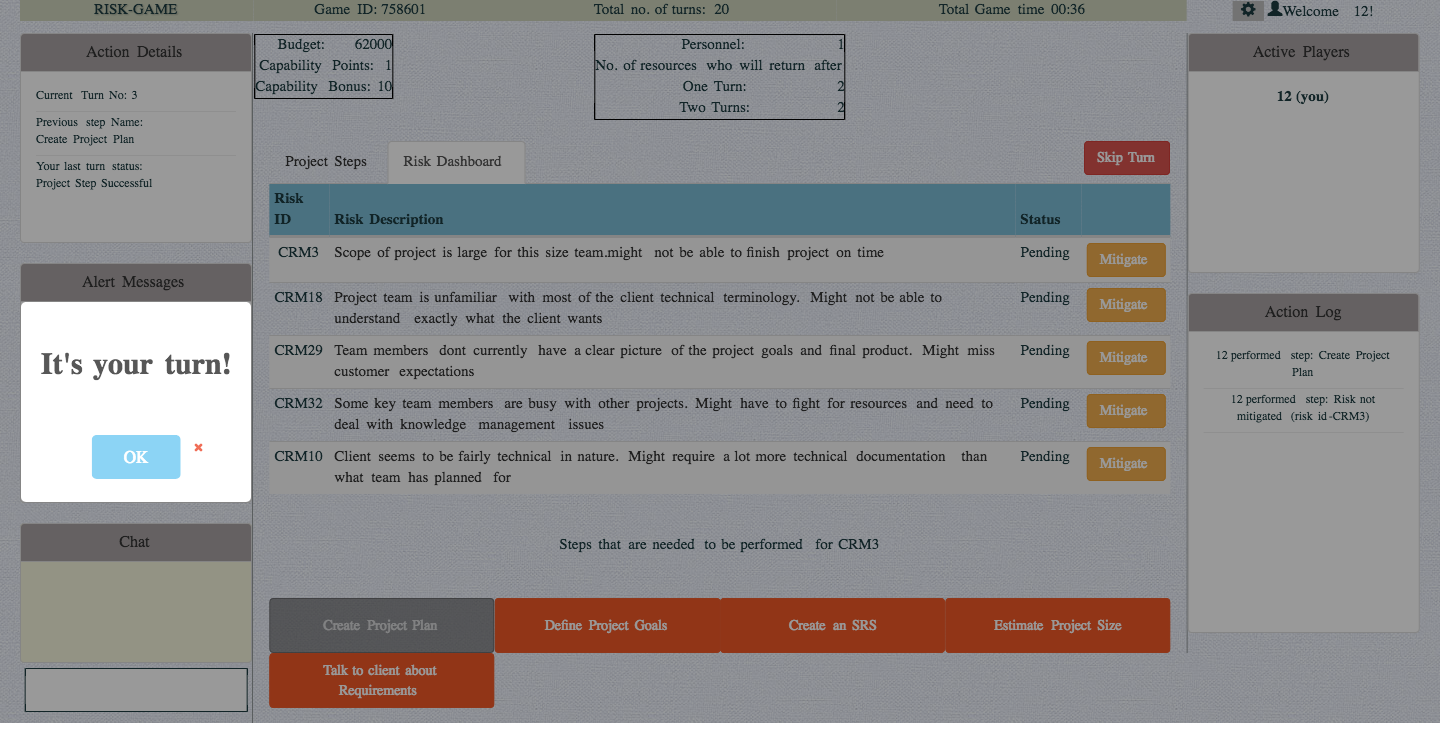 RISK-GAME
Game ID: 758601
Total no. of turns: 20
Total Game time 00:36
Welcome 12!
Action Details
Current Turn No: 3
Previous step Name:
Create Project Plan
Your last turn status:
Project Step Successful
Alert Messages
It's your turn!
OK
Chat
Budget: 62000
Capability Points: 1
Capability Bonus: 10
Personnel: 1
No. of resources who will return after
One Turn: 2
Two Turns: 2
Project Steps
Risk Dashboard
Skip Turn
Risk
ID
Risk Description
Status
CRM3 Scope of project is large for this size team.might not be able to finish project on time Pending Mitigate
CRM18 Project team is unfamiliar with most of the client technical terminology. Might not be able to Pending Mitigate
understand exactly what the client wants
CRM29 Team members dont currently have a clear picture of the project goals and final product. Might miss Pending Mitigate
customer expectations
CRM32 Some key team members are busy with other projects. Might have to fight for resources and need to Pending Mitigate
deal with knowledge management issues
CRM10 Client seems to be fairly technical in nature. Might require a lot more technical documentation than Pending Mitigate
what team has planned for
Steps that are needed to be performed for CRM3
Create Project Plan
Define Project Goals
Create an SRS
Estimate Project Size
Talk to client about
Requirements
Active Players
12 (you)
Action Log
12 performed step: Create Project
Plan
12 performed step: Risk not
mitigated (risk id-CRM3)